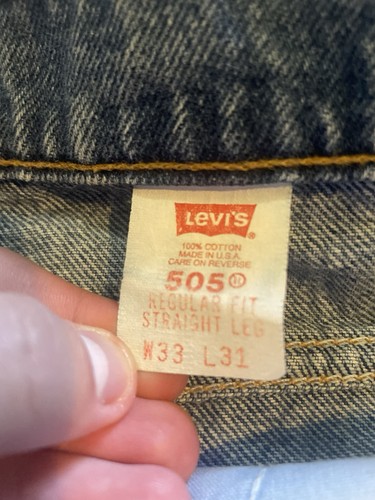 LEVI'S®
100% COTTON
MADE IN U.S.A.
CARE ON REVERSE
505®
REGULAR FIT
STRAIGHT LEG
W33 L31